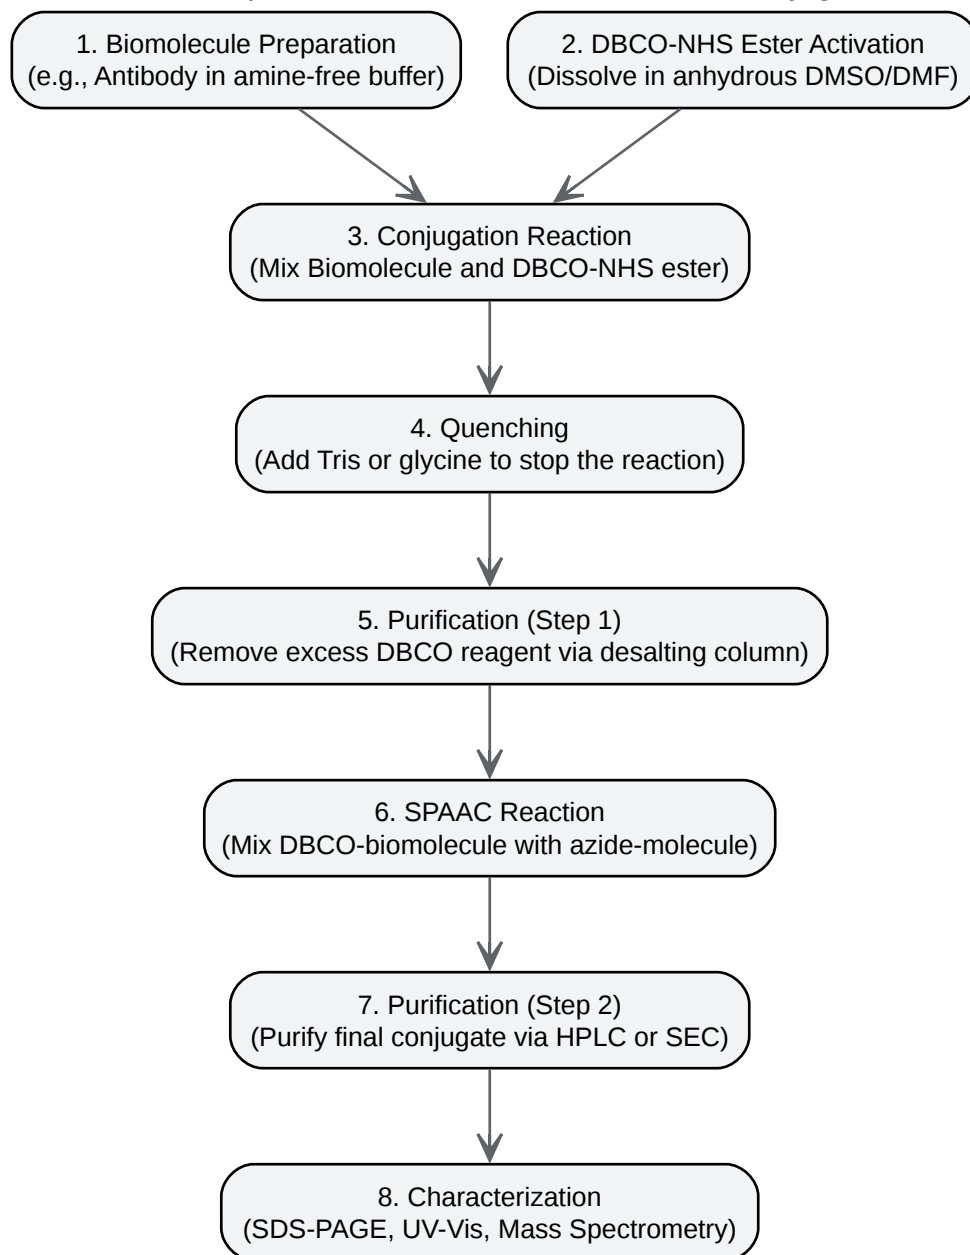 1. Biomolecule Preparation
(e.g., Antibody in amine-free buffer)
2. DBCO-NHS Ester Activation
(Dissolve in anhydrous DMSO/DMF)
3. Conjugation Reaction
(Mix Biomolecule and DBCO-NHS ester)
4. Quenching
(Add Tris or glycine to stop the reaction)
5. Purification (Step 1)
(Remove excess DBCO reagent via desalting column)
6. SPAAC Reaction
(Mix DBCO-biomolecule with azide-molecule)
7. Purification (Step 2)
(Purify final conjugate via HPLC or SEC)
8. Characterization
(SDS-PAGE, UV-Vis, Mass Spectrometry)